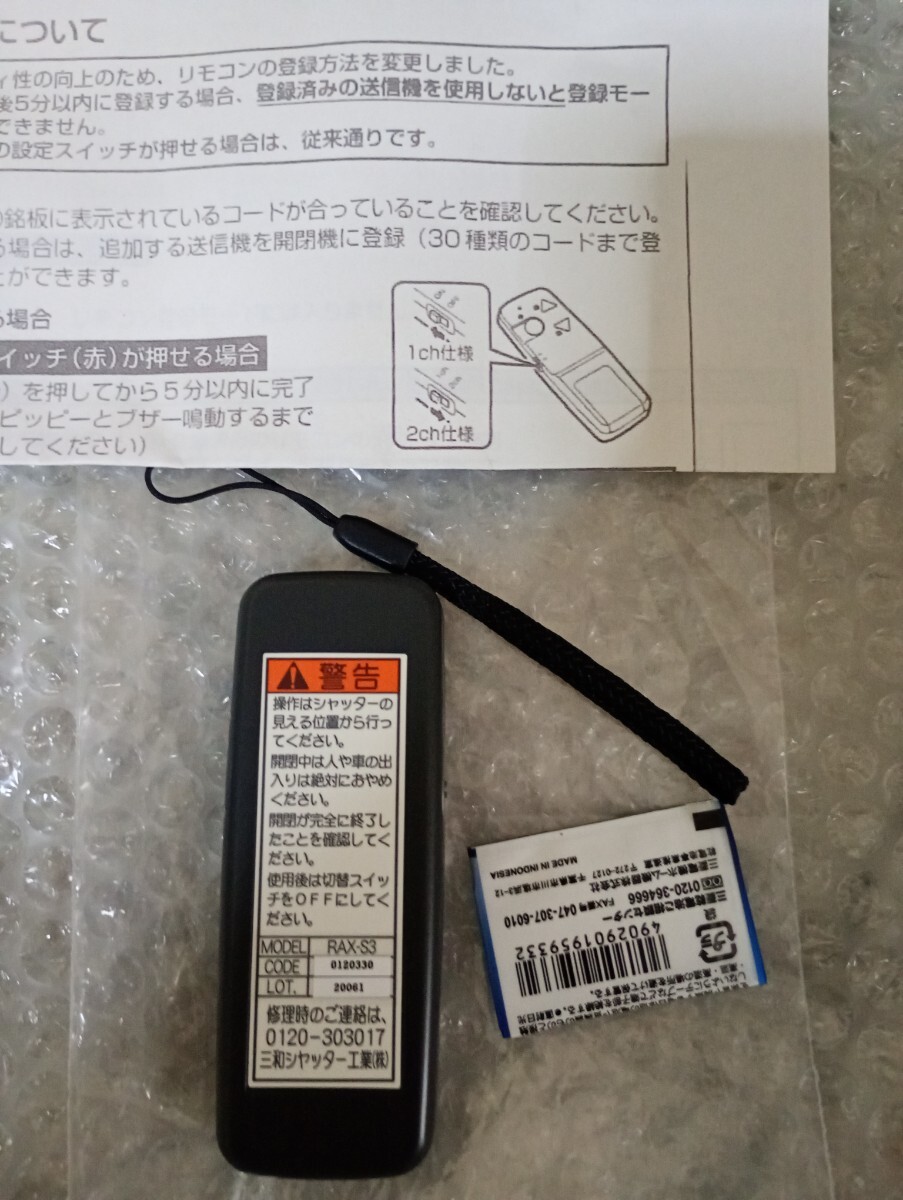 について
ィ性の向上のため、リモコンの登録方法を変更しました。
後5分以内に登録する場合、登録済みの送信機を使用しないと登録モー
できません。
の設定スイッチが押せる場合は、従来通りです。
銘板に表示されているコードが合っていることを確認してください。
る場合は、追加する送信機を開閉機に登録（30種類のコードまで登
とができます。
る場合
イッチ（赤）が押せる場合
）を押してから5分以内に完了
ピッピーとブザー鳴動するまで
してください）
1ch仕様
2ch仕様
警告
操作はシャッターの
見える位置から行っ
てください。
開閉中は人や車の出
入りは絶対におやめ
ください。
開閉が完全に終了し
たことを確認してく
ださい。
使用後は切替スイッ
チをOFFにしてく
ださい。
MODEL RAX-S3
CODE 0120330
LOT. 20061
修理時のご連絡は、
0120-303017
三和シャッター工業(株)
MADE IN INDONESIA
〒272-0127
0120-364666
FAX番号 047-307-6010
4902901959332
プラ